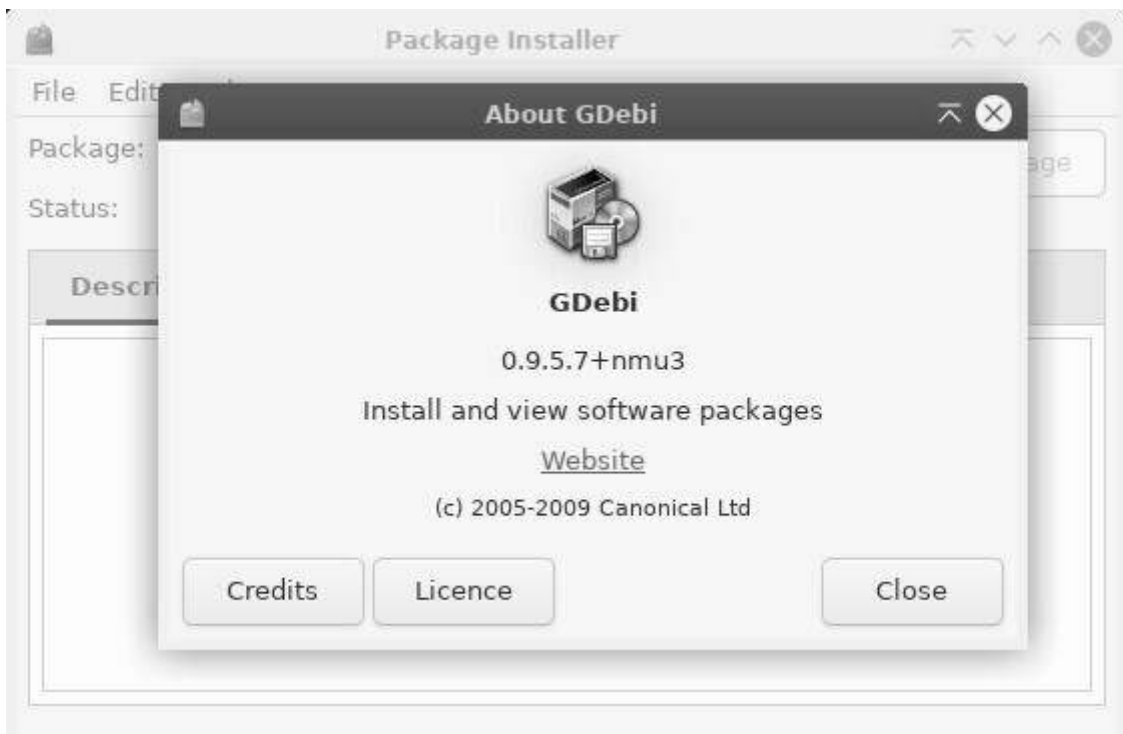 Package Installer
File Edit
About GDebi
Package:
Status:
GDebi
0.9.5.7+nmu3
Install and view software packages
Website
(c) 2005-2009 Canonical Ltd
Credits Licence Close